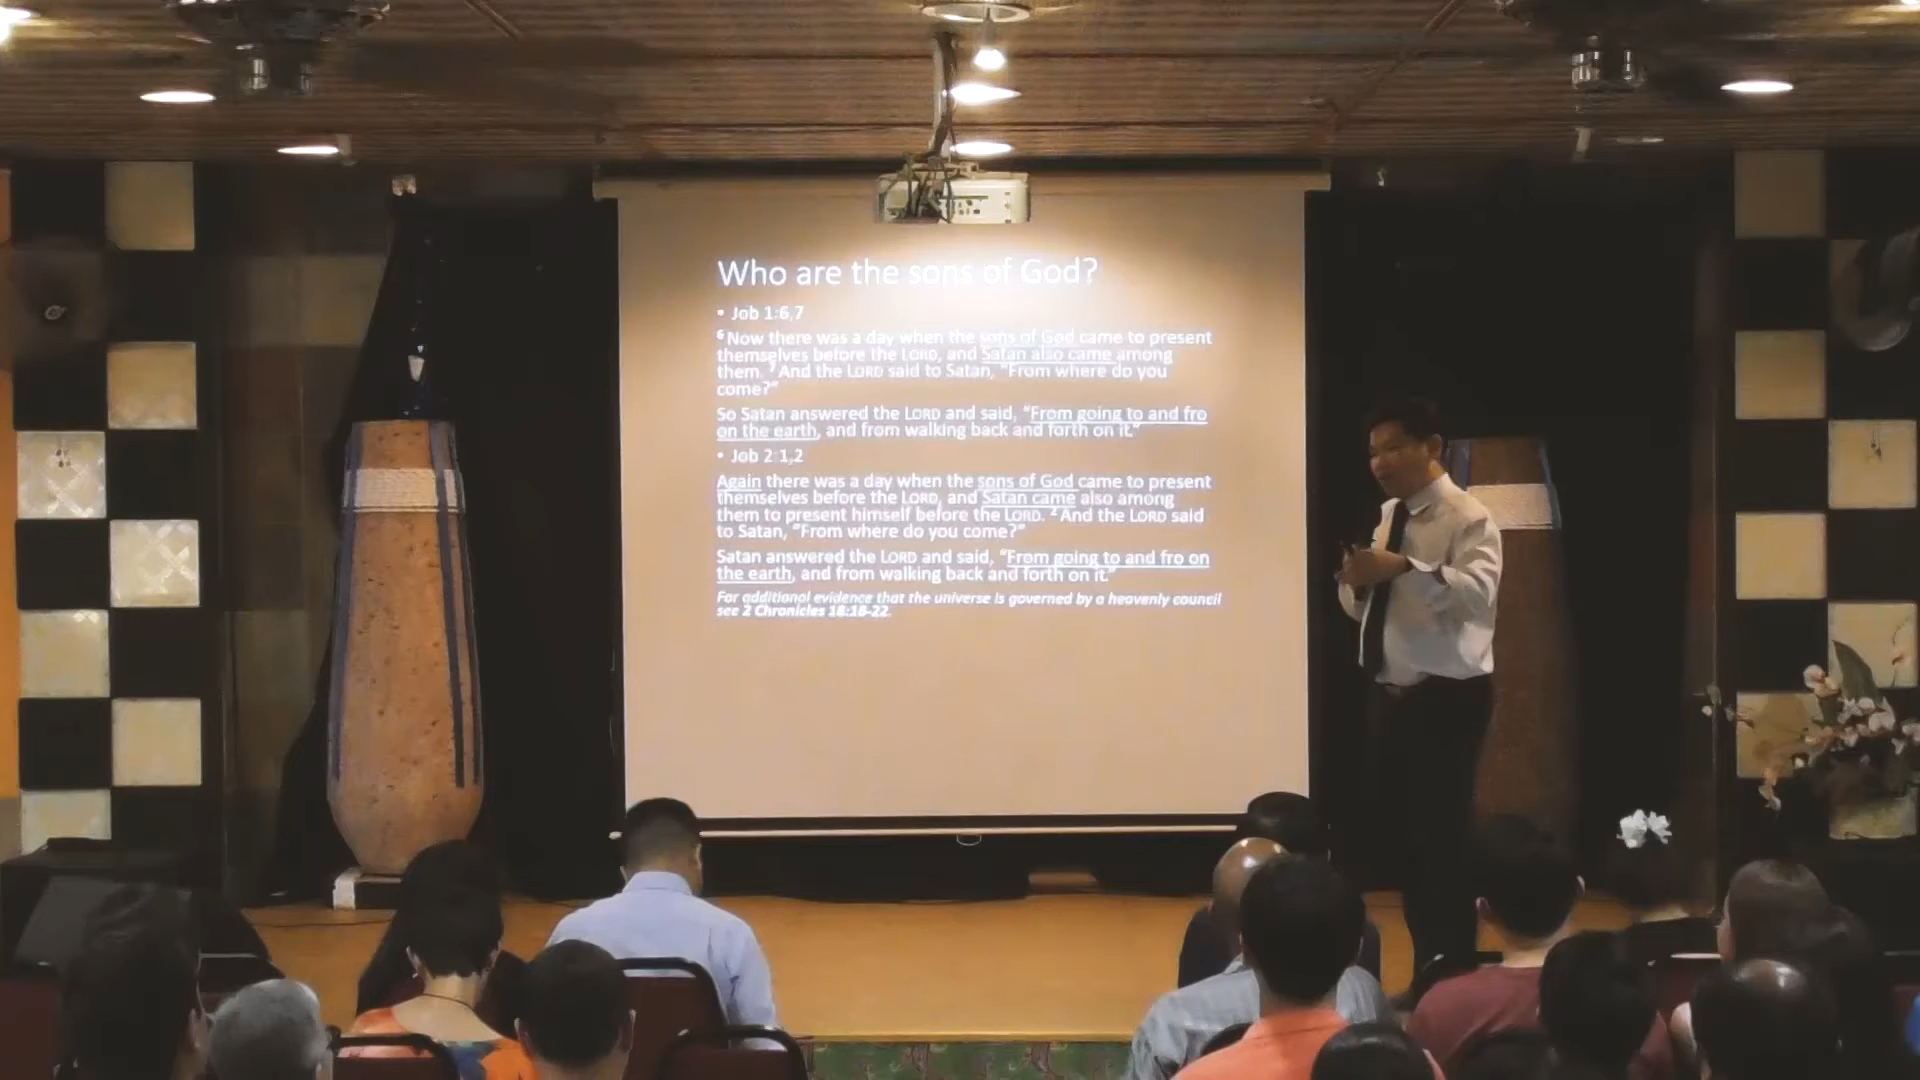 Who are the sons of God?
• Job 1:6,7
6 Now there was a day when the sons of God came to present
themselves before the LORD, and Satan also came among
them. 7 And the LORD said to Satan, "From where do you
come?"
So Satan answered the LORD and said, "From going to and fro
on the earth, and from walking back and forth on it."
• Job 2:1,2
Again there was a day when the sons of God came to present
themselves before the LORD, and Satan came also among
them to present himself before the LORD. 2 And the LORD said
to Satan, "From where do you come?"
Satan answered the LORD and said, "From going to and fro on
the earth, and from walking back and forth on it."
For additional evidence that the universe is governed by a heavenly council
see 2 Chronicles 18:18-22.